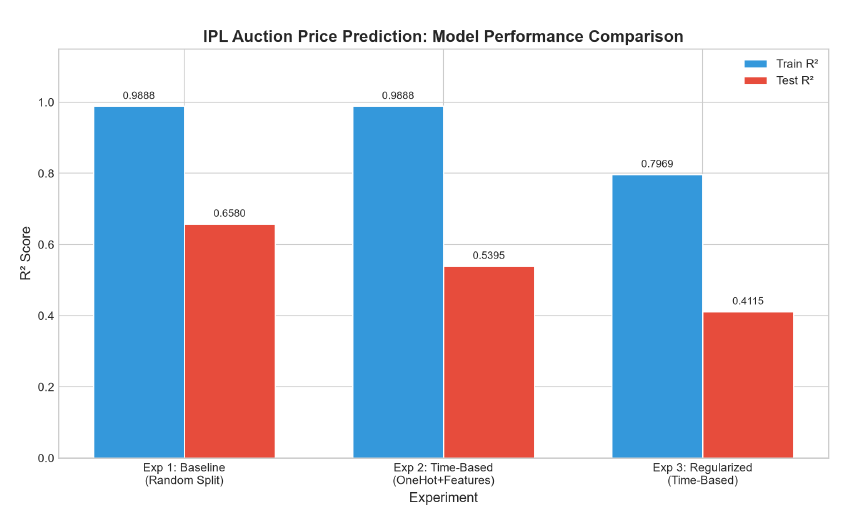 IPL Auction Price Prediction: Model Performance Comparison
Train R²
Test R²
1.0
0.8
0.6
0.4
0.2
0.0
R² Score
0.9888
0.6580
0.9888
0.5395
0.7969
0.4115
Exp 1: Baseline
(Random Split)
Exp 2: Time-Based
(OneHot+Features)
Exp 3: Regularized
(Time-Based)
Experiment